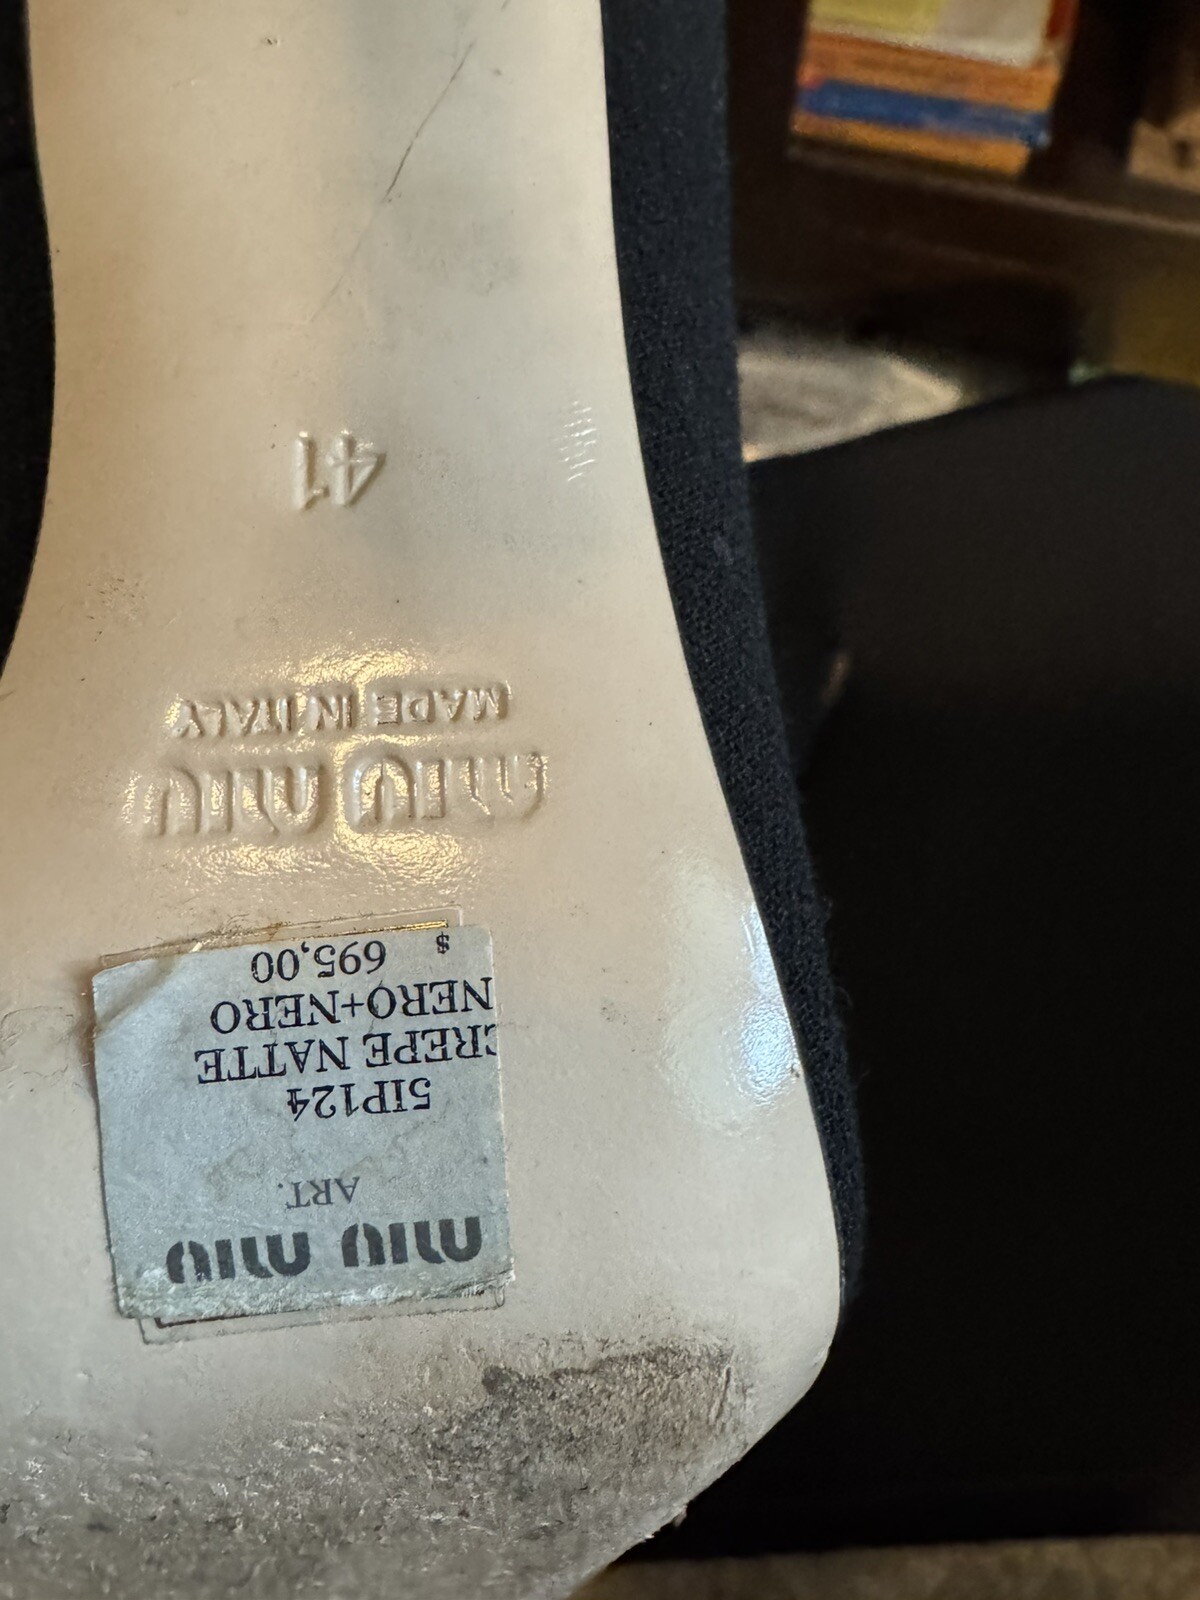 MIU MIU
ART.
5IP124
CREPE NATTE
NERO+NERO
$ 695,00
MIU MIU
MADE IN ITALY
41